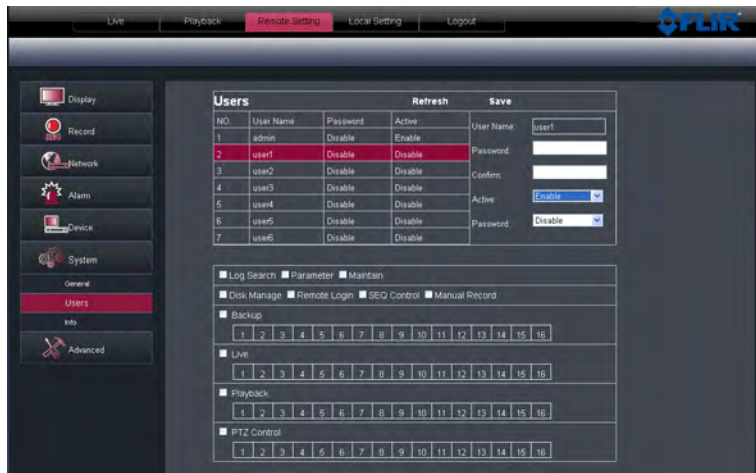 Live Playback Remote Setting Local Setting Logout
FLIR
Display
Record
Network
Alarm
Device
System
General
Users
Info
Advanced
Users Refresh Save
NO. User Name Password Active
1 admin Disable Enable
2 user1 Disable Disable
3 user2 Disable Disable
4 user3 Disable Disable
5 user4 Disable Disable
6 user5 Disable Disable
7 user6 Disable Disable
User Name: user1
Password:
Confirm:
Active: Enable
Password: Disable
Log Search Parameter Maintain
Disk Manage Remote Login SEQ Control Manual Record
Backup
1 2 3 4 5 6 7 8 9 10 11 12 13 14 15 16
Live
1 2 3 4 5 6 7 8 9 10 11 12 13 14 15 16
Playback
1 2 3 4 5 6 7 8 9 10 11 12 13 14 15 16
PTZ Control
1 2 3 4 5 6 7 8 9 10 11 12 13 14 15 16